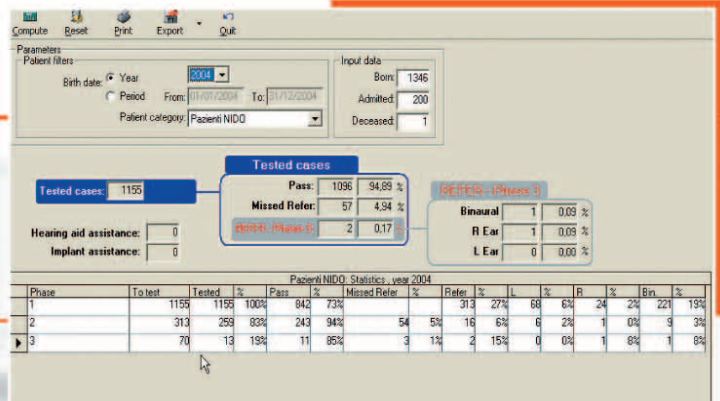 Compute Reset Print Export Quit
Parameters
Patient filters
Input data
Birth date: Year 2004
Born: 1346
Period From: 01/01/2004 To: 31/12/2004
Admitted: 200
Patient category: Pazienti NIDO
Deceased: 1
Tested cases
Tested cases: 1155
Pass: 1096 94,89 %
Missed Refer: 57 4,94 %
2 0,17
Binaural 1 0,09 %
R Ear 1 0,09 %
L Ear 0 0,00 %
Hearing aid assistance: 0
Implant assistance: 0
Pazienti NIDO: Statistics , year 2004
Phase To test Tested % Pass % Missed Refer % Refer % L % R % Bin. %
1 1155 1155 100% 842 73% 313 27% 68 6% 24 2% 221 19%
2 313 259 83% 243 94% 54 5% 16 6% 6 2% 1 0% 9 3%
3 70 13 19% 11 85% 3 1% 2 15% 0 0% 1 8% 1 8%